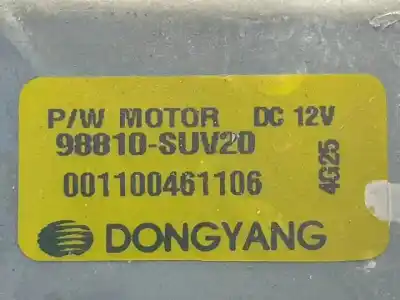 P/W MOTOR DC 12V
98810-SUV20
001100461106
4G25
DONGYANG